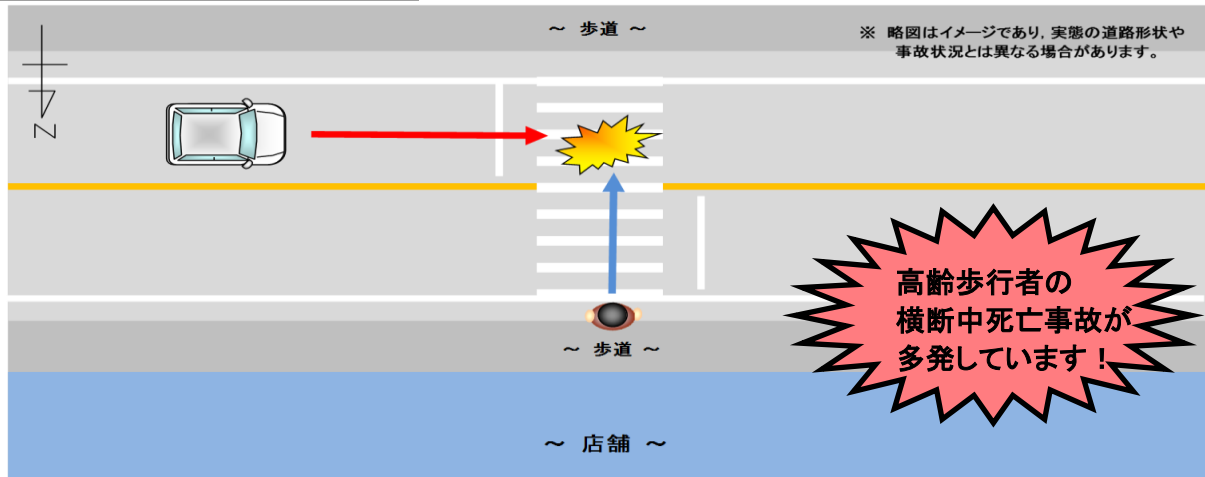 ～ 歩道 ～
※ 略図はイメージであり，実態の道路形状や
事故状況とは異なる場合があります。
N
高齢歩行者の
横断中死亡事故が
多発しています！
～ 歩道 ～
～ 店舗 ～